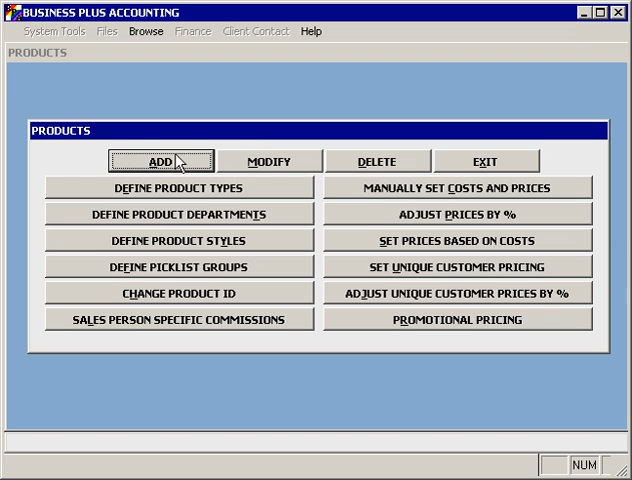 BUSINESS PLUS ACCOUNTING
System Tools Files Browse Finance Client Contact Help
PRODUCTS
PRODUCTS
ADD MODIFY DELETE EXIT
DEFINE PRODUCT TYPES MANUALLY SET COSTS AND PRICES
DEFINE PRODUCT DEPARTMENTS ADJUST PRICES BY %
DEFINE PRODUCT STYLES SET PRICES BASED ON COSTS
DEFINE PICKLIST GROUPS SET UNIQUE CUSTOMER PRICING
CHANGE PRODUCT ID ADJUST UNIQUE CUSTOMER PRICES BY %
SALES PERSON SPECIFIC COMMISSIONS PROMOTIONAL PRICING
NUM